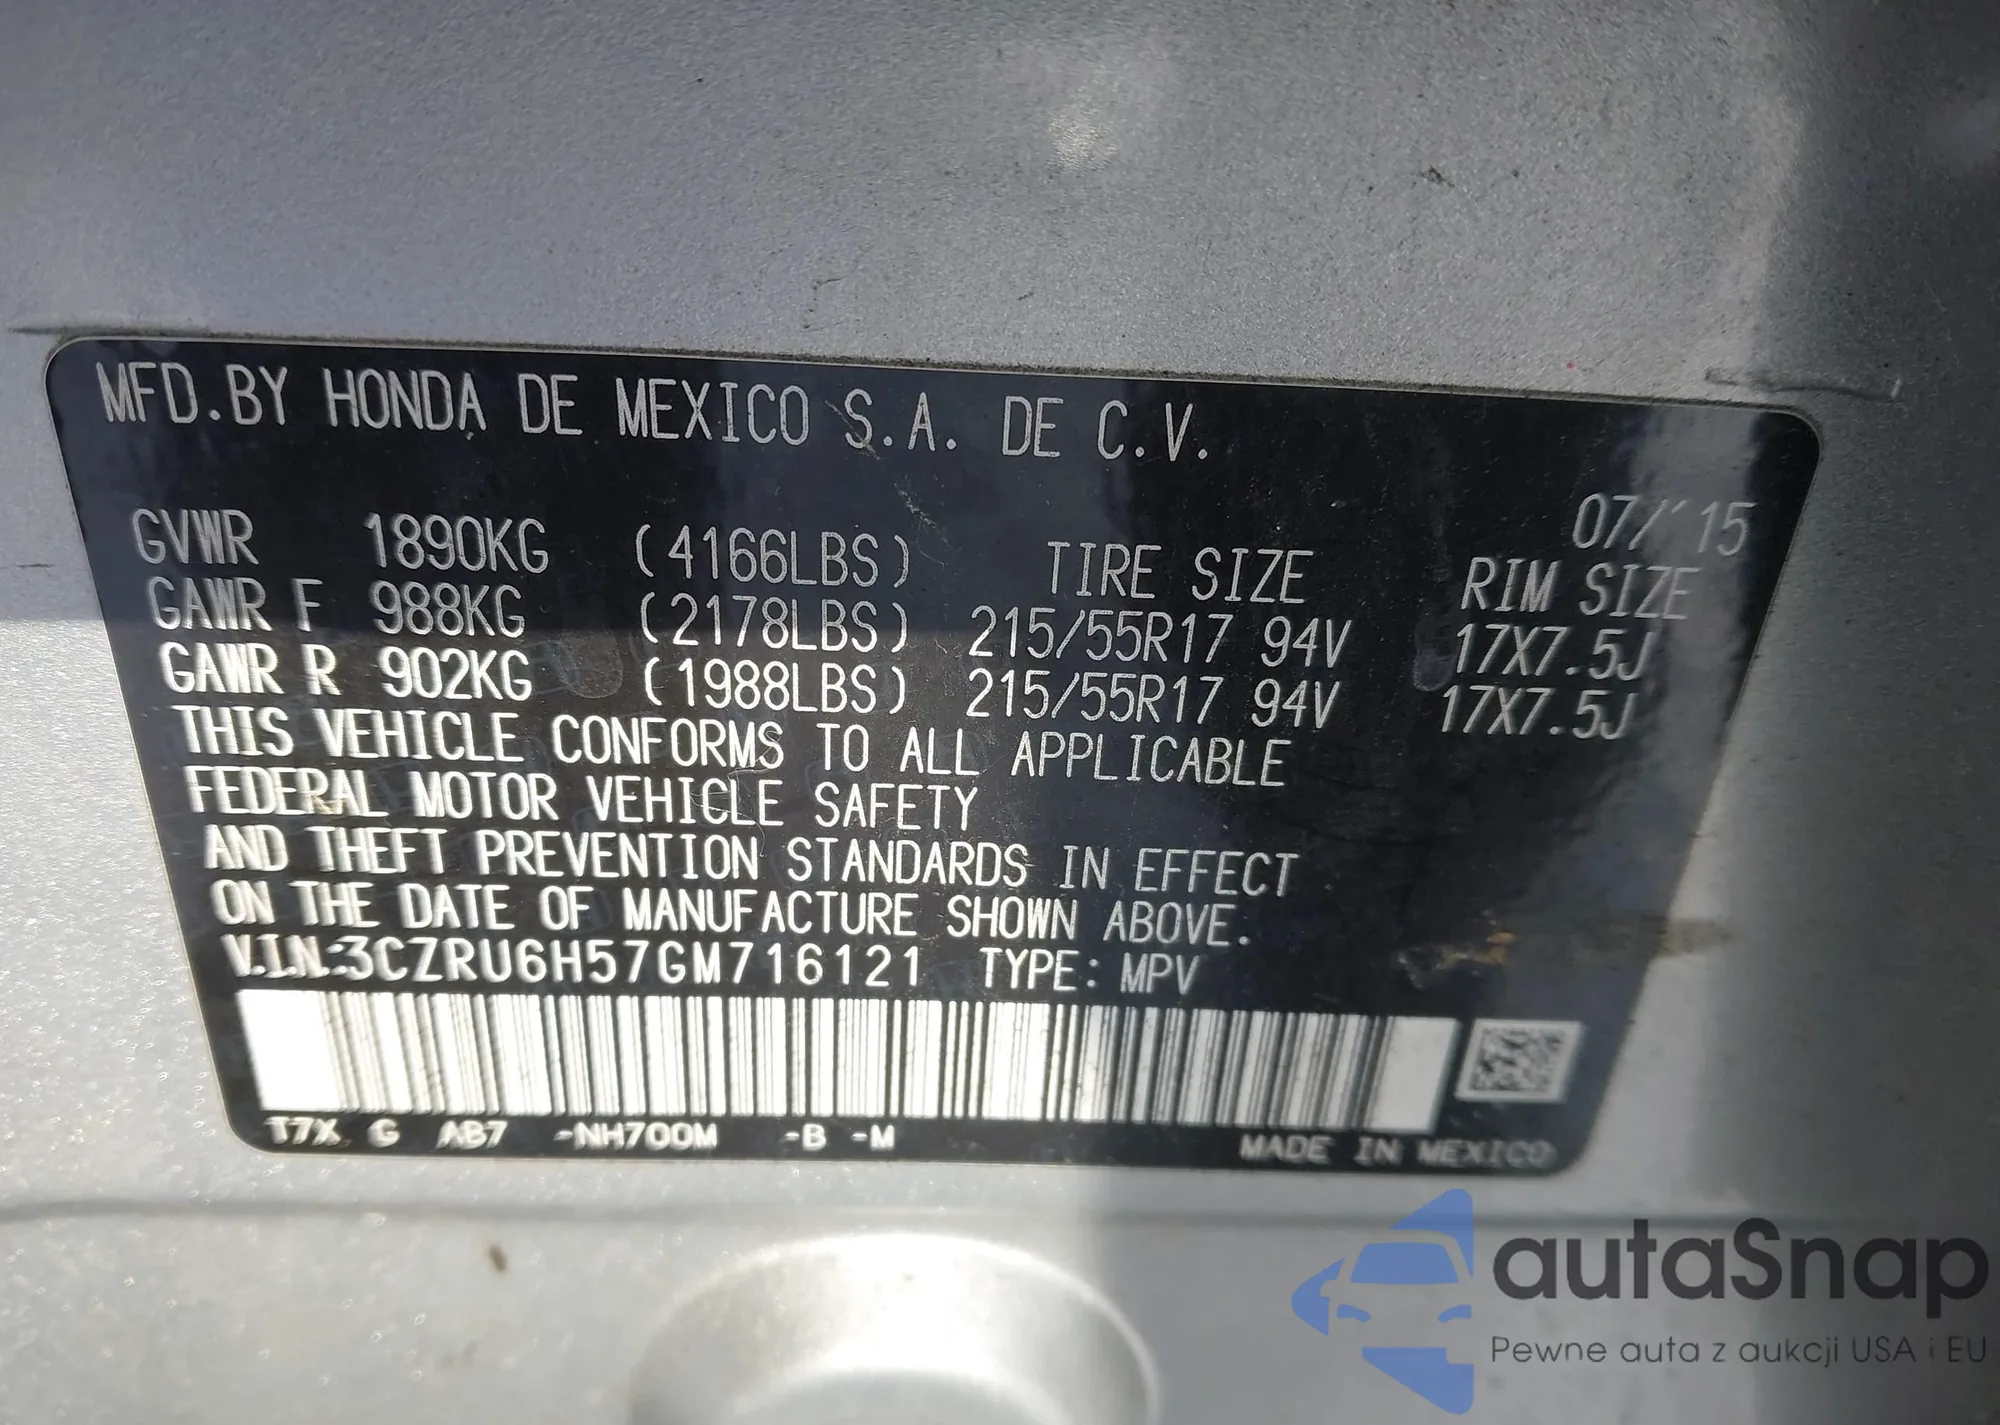 MFD.BY HONDA DE MEXICO S.A. DE C.V.
07/'15
GVWR 1890KG (4166LBS) TIRE SIZE RIM SIZE
GAWR F 988KG (2178LBS) 215/55R17 94V 17X7.5J
GAWR R 902KG (1988LBS) 215/55R17 94V 17X7.5J
THIS VEHICLE CONFORMS TO ALL APPLICABLE
FEDERAL MOTOR VEHICLE SAFETY
AND THEFT PREVENTION STANDARDS IN EFFECT
ON THE DATE OF MANUFACTURE SHOWN ABOVE.
V.I.N.:3CZRU6H57GM716121 TYPE: MPV
T7X G AB7 -NH700M -B -M
MADE IN MEXICO
autaSnap
Pewne auta z aukcji USA i EU